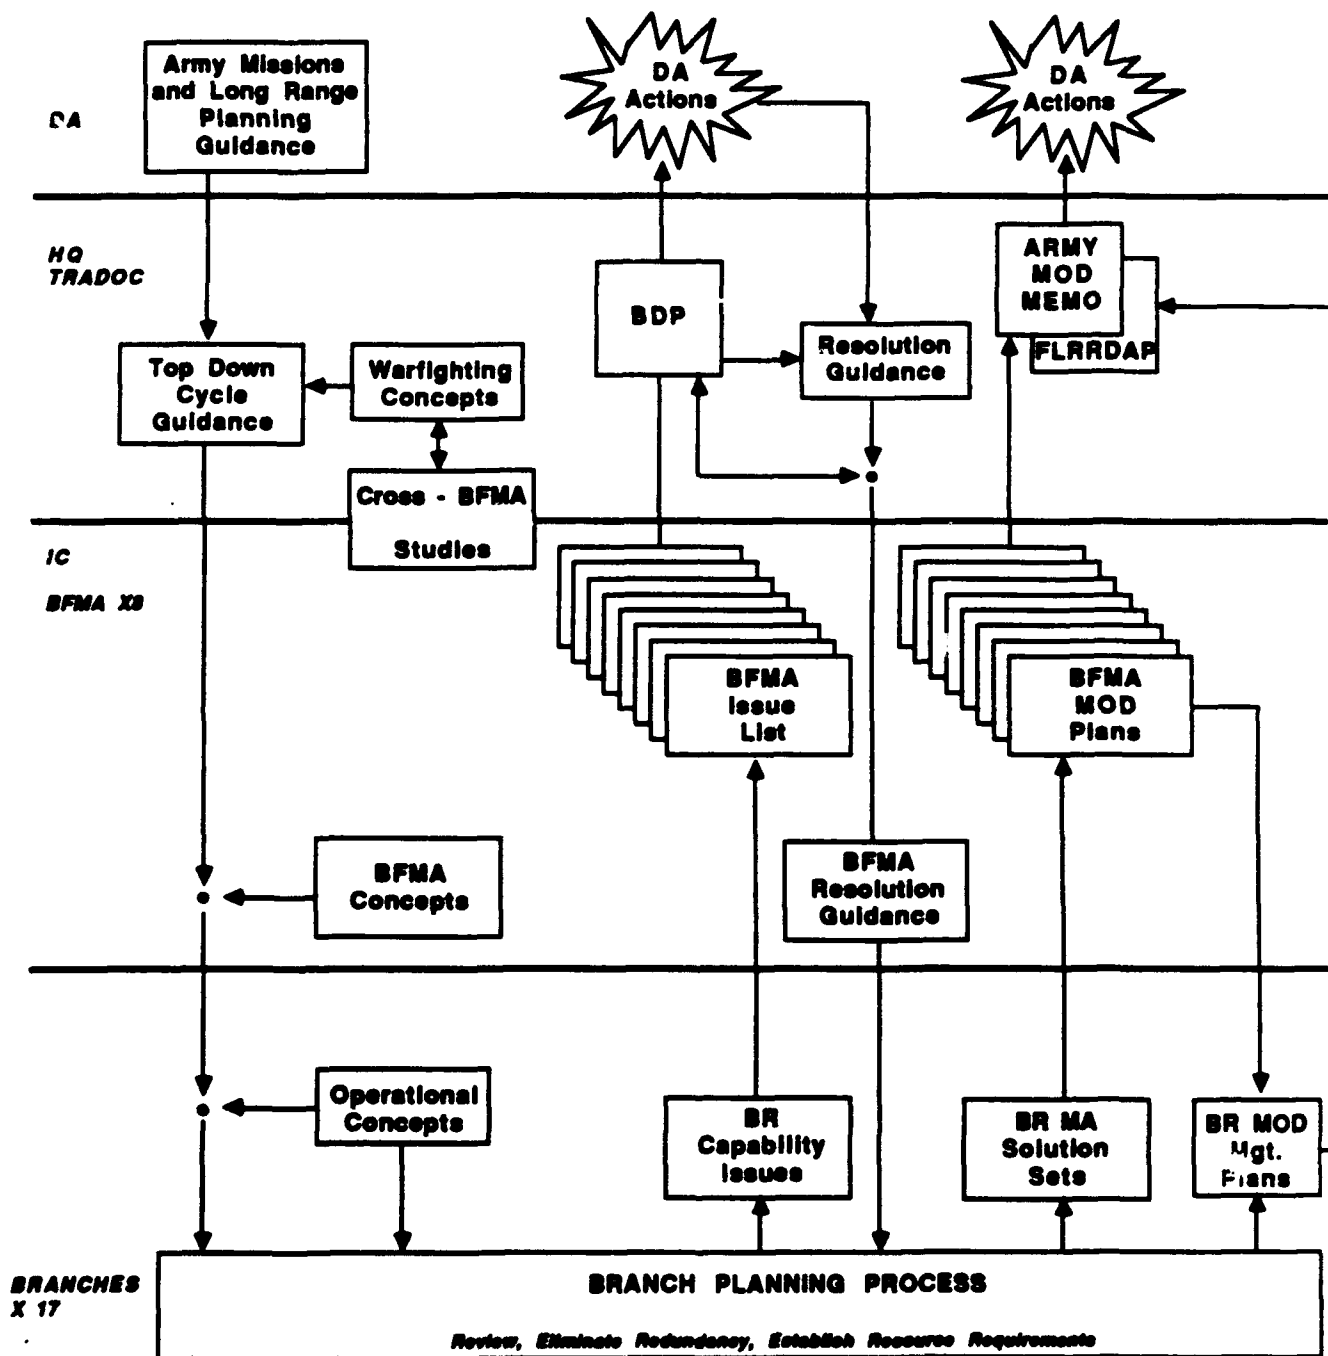 DA
Army Missions
and Long Range
Planning
Guidance
DA
Actions
DA
Actions
HQ
TRADOC
Top Down
Cycle
Guidance
Warfighting
Concepts
Cross - BFMA
Studies
BDP
Resolution
Guidance
ARMY
MOD
MEMO
FLRRDAP
IC
BFMA X8
BFMA
Issue
List
BFMA
MOD
Plans
BFMA
Concepts
BFMA
Resolution
Guidance
Operational
Concepts
BR
Capability
Issues
BR MA
Solution
Sets
BR MOD
Mgt.
Plans
BRANCHES
X 17
BRANCH PLANNING PROCESS
Review, Eliminate Redundancy, Establish Resource Requirements